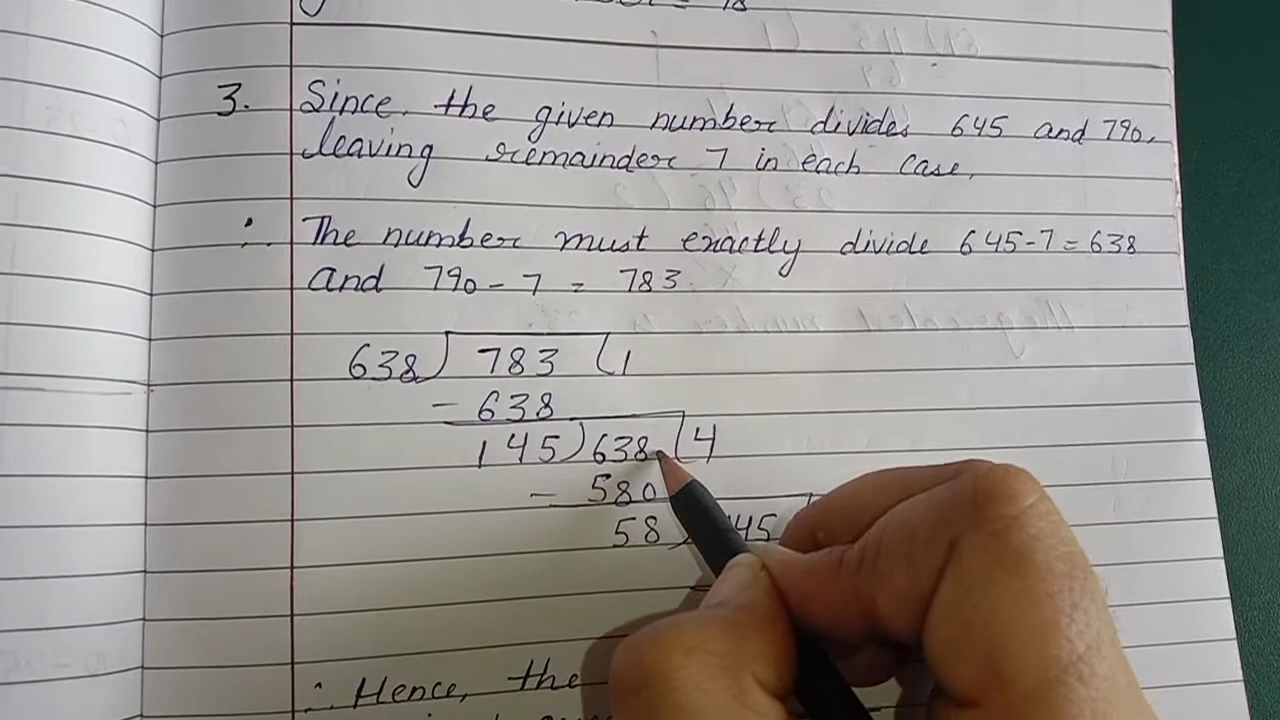 3. Since, the given number divides 645 and 790,
leaving remainder 7 in each case,
∴ The number must exactly divide 645-7=638
and 790-7 = 783.
638) 783 (1
- 638
145) 638 (4
- 580
58) 145
∴ Hence, the